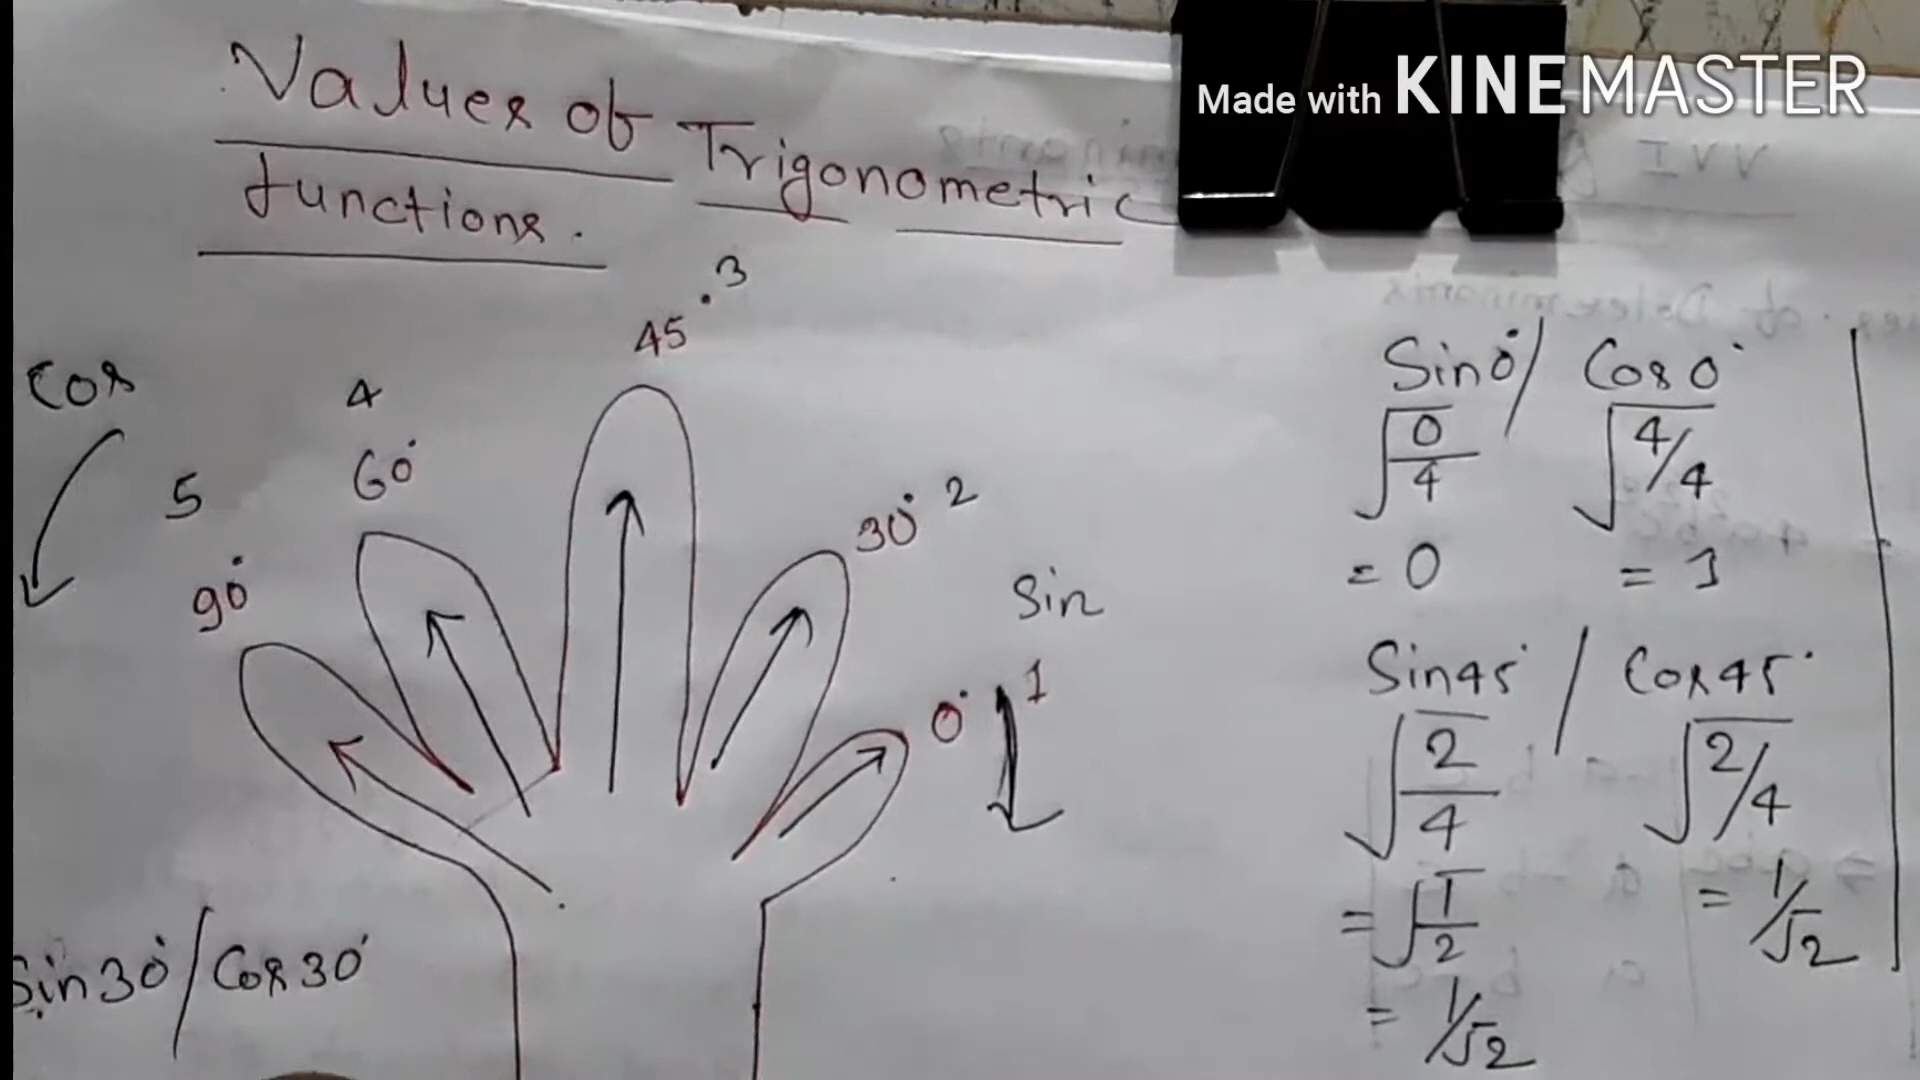 Made with KINEMASTER
Values of Trigonometric
functions.
45° 3
Cos
4
60°
5
90°
30° 2
Sin
0° 1
Sin30°/Cos30°
Sin0°/Cos0°
√0/4 √4/4
= 0 = 1
Sin45°/Cos45°
√2/4 √2/4
= √1/2 = 1/√2
= 1/√2